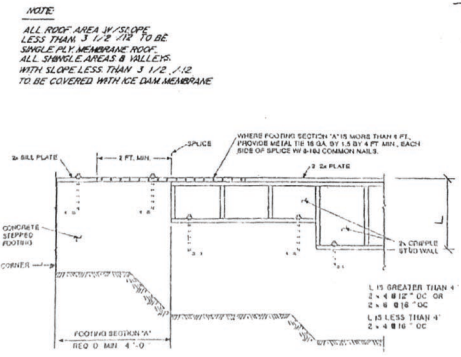 NOTE
ALL ROOF AREA W/SLOPE
LESS THAN 3 1/2 /12 TO BE
SINGLE PLY MEMBRANE ROOF.
ALL SHINGLE AREAS & VALLEYS
WITH SLOPE LESS THAN 3 1/2 /12
TO BE COVERED WITH ICE DAM MEMBRANE
WHERE FOOTING SECTION "A" IS MORE THAN 8 FT.,
PROVIDE METAL TIE 16 GA. BY 1.5 BY 4 FT MIN., EACH
SIDE OF SPLICE W/ 8-16d COMMON NAILS.
SPLICE
2x SILL PLATE
2 FT. MIN.
2 2x PLATE
CONCRETE
STEPPED
FOOTING
L
2x CRIPPLE
STUD WALL
CORNER
L IS GREATER THAN 4'
2 x 4 @ 12" OC OR
2 x 6 @ 16" OC
L IS LESS THAN 4'
2 x 4 @ 16" OC
FOOTING SECTION "A"
REQ D MIN 4'-0